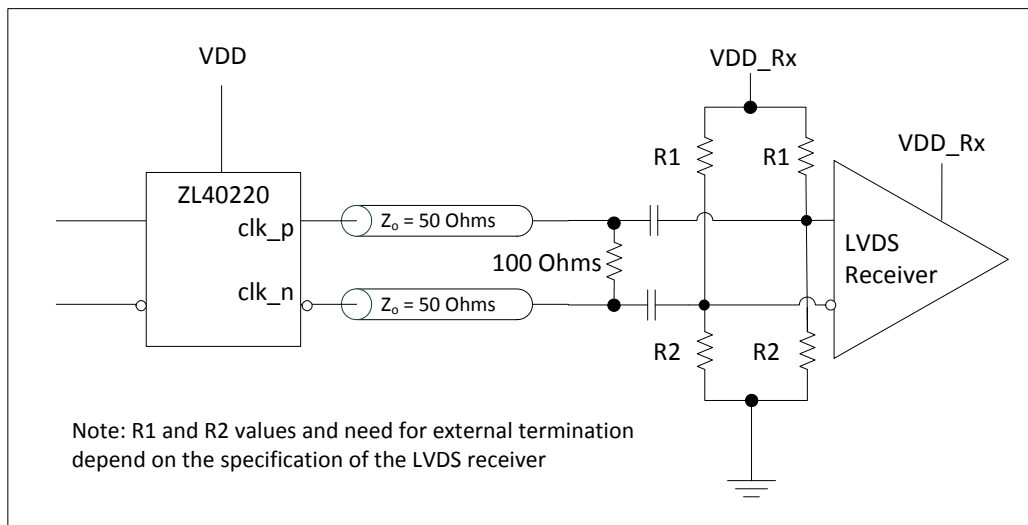 VDD
VDD_Rx
VDD_Rx
R1
R1
ZL40220
clk_p
Zₒ = 50 Ohms
LVDS
Receiver
100 Ohms
clk_n
Zₒ = 50 Ohms
R2
R2
Note: R1 and R2 values and need for external termination
depend on the specification of the LVDS receiver